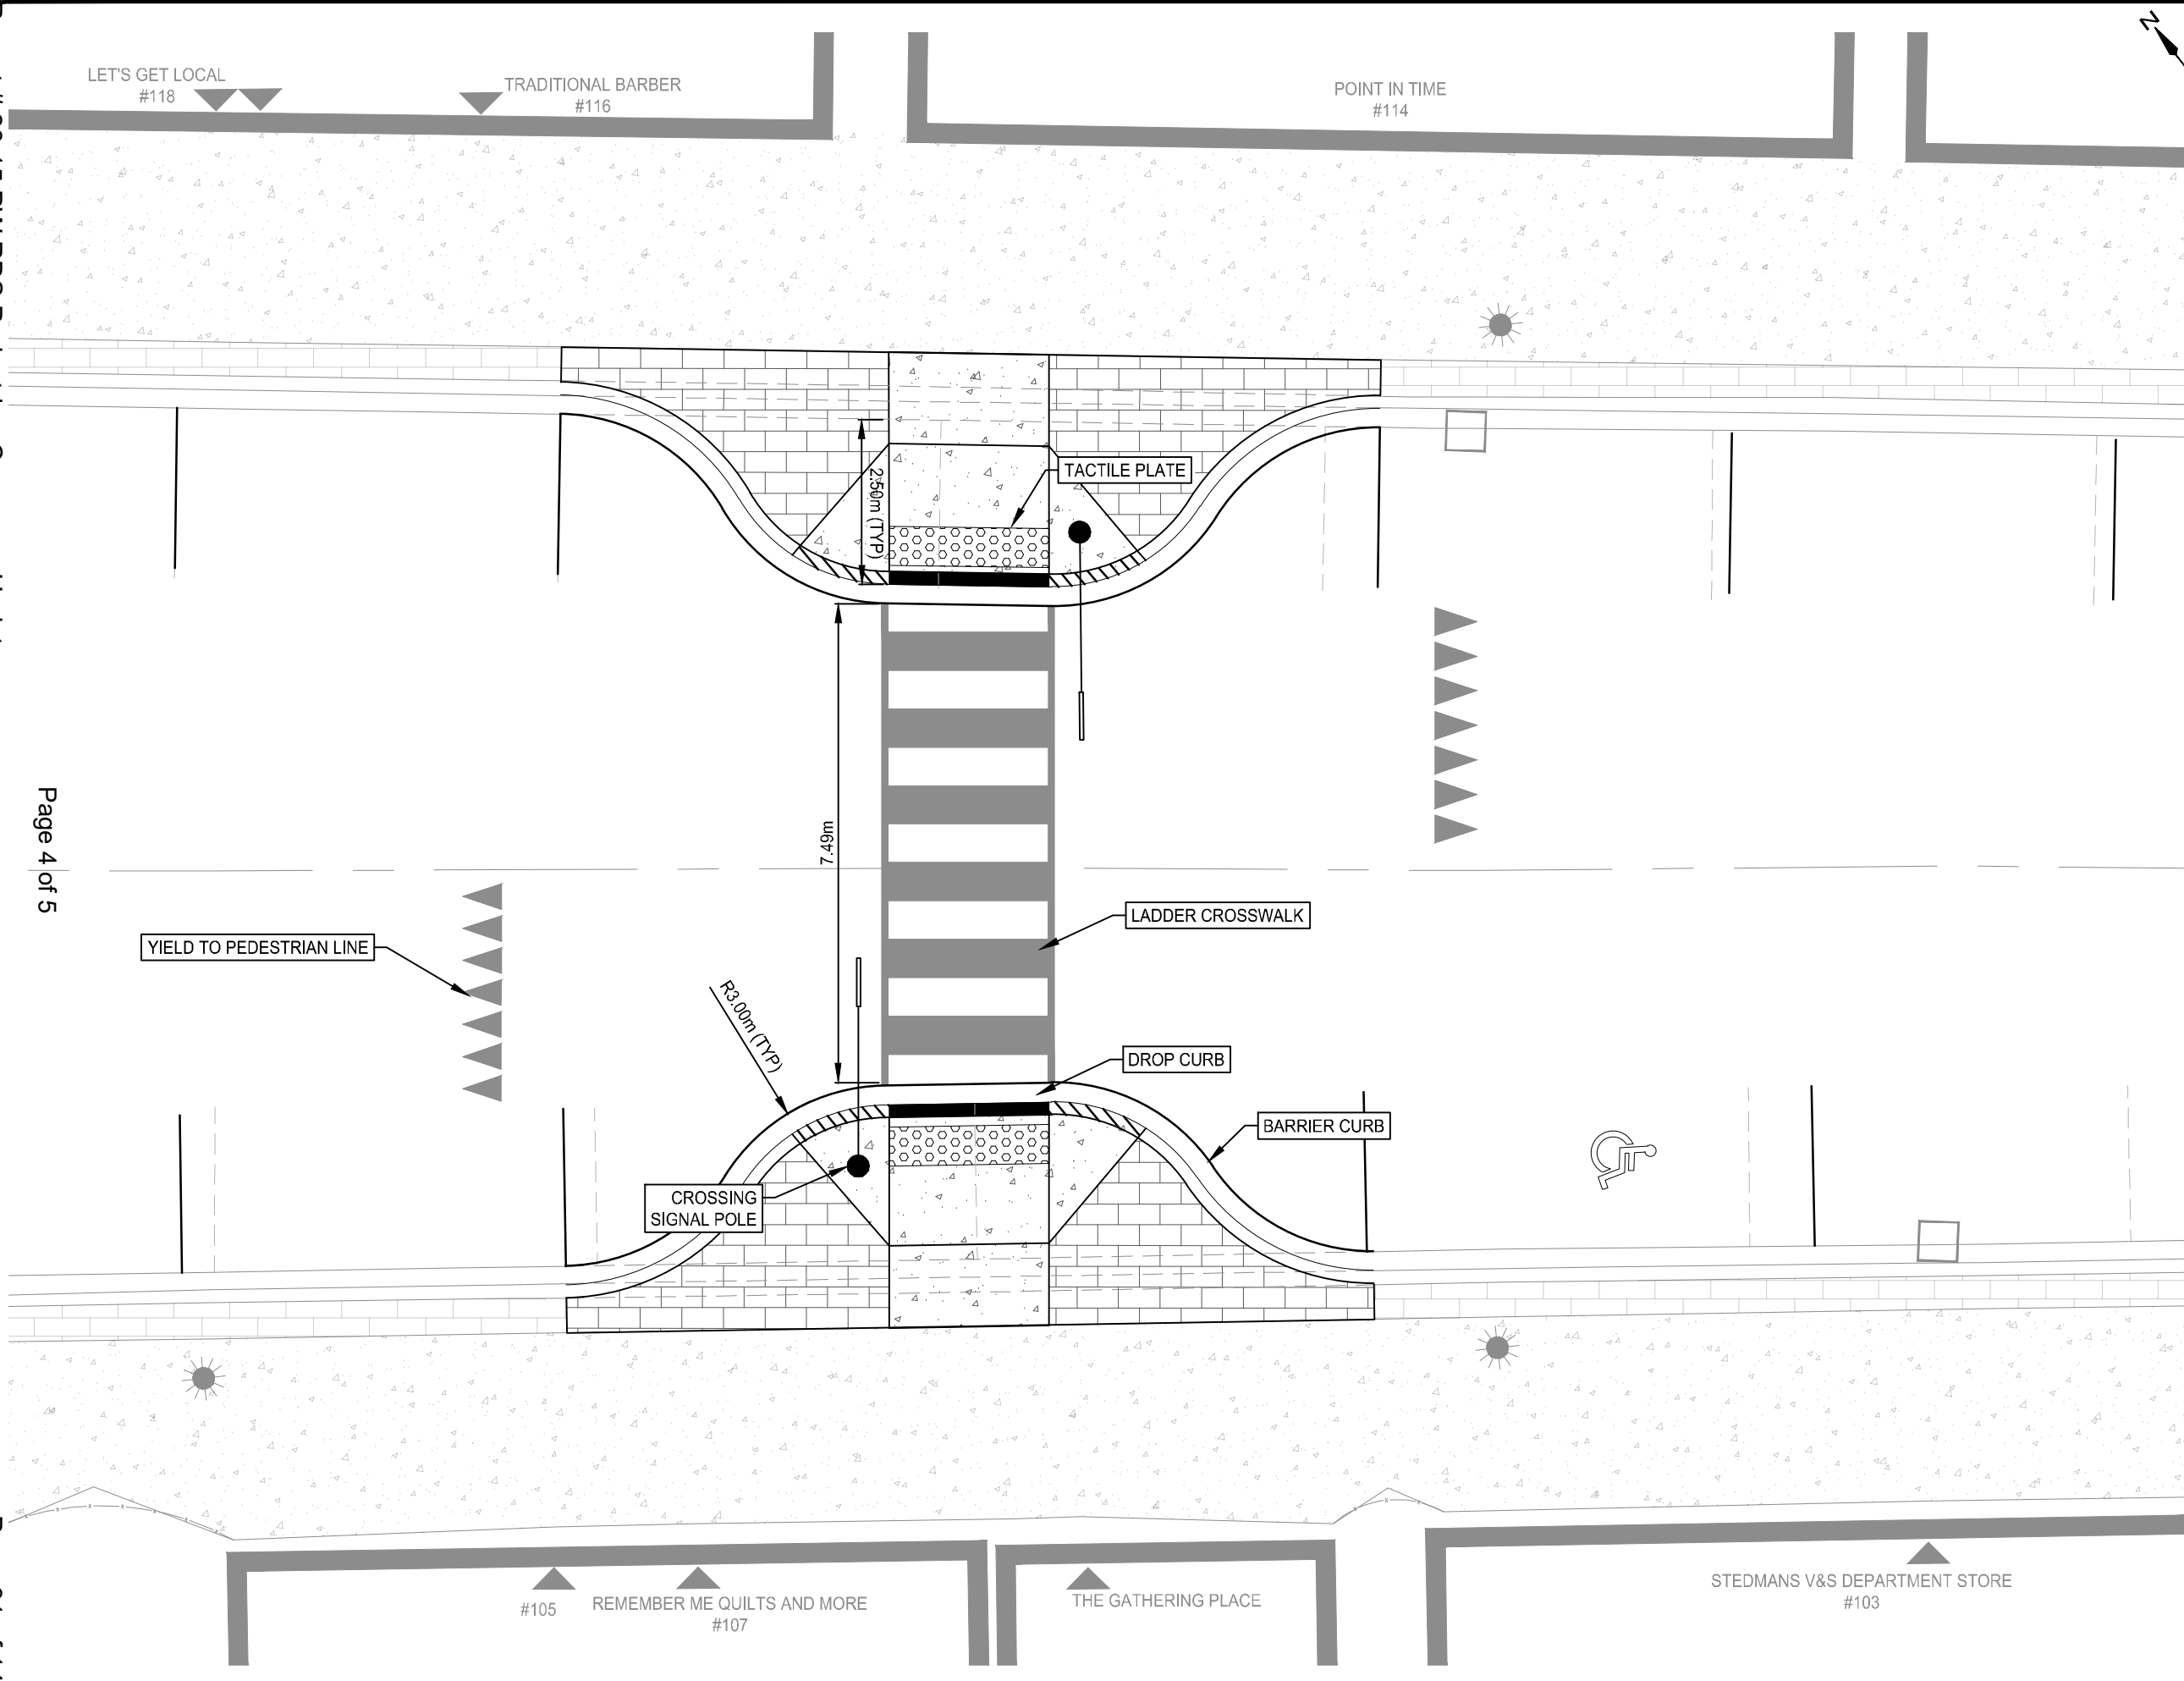 N
LET'S GET LOCAL
#118
TRADITIONAL BARBER
#116
POINT IN TIME
#114
TACTILE PLATE
2.50m (TYP)
7.49m
Page 4 of 5
LADDER CROSSWALK
YIELD TO PEDESTRIAN LINE
R3.00m (TYP)
DROP CURB
BARRIER CURB
CROSSING
SIGNAL POLE
#105
REMEMBER ME QUILTS AND MORE
#107
THE GATHERING PLACE
STEDMANS V&S DEPARTMENT STORE
#103